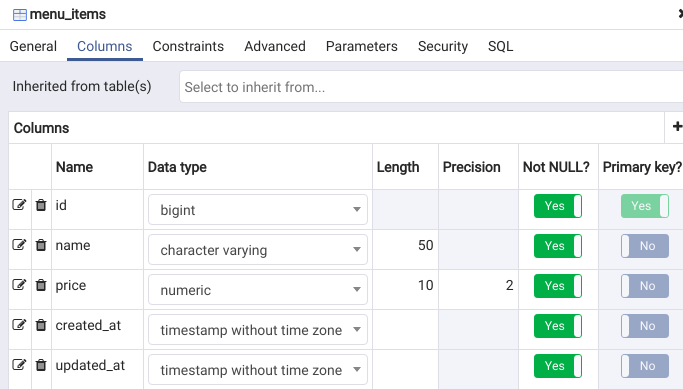 menu_items
General Columns Constraints Advanced Parameters Security SQL
Inherited from table(s) Select to inherit from...
Columns
Name Data type Length Precision Not NULL? Primary key?
id bigint Yes Yes
name character varying 50 Yes No
price numeric 10 2 Yes No
created_at timestamp without time zone Yes No
updated_at timestamp without time zone Yes No